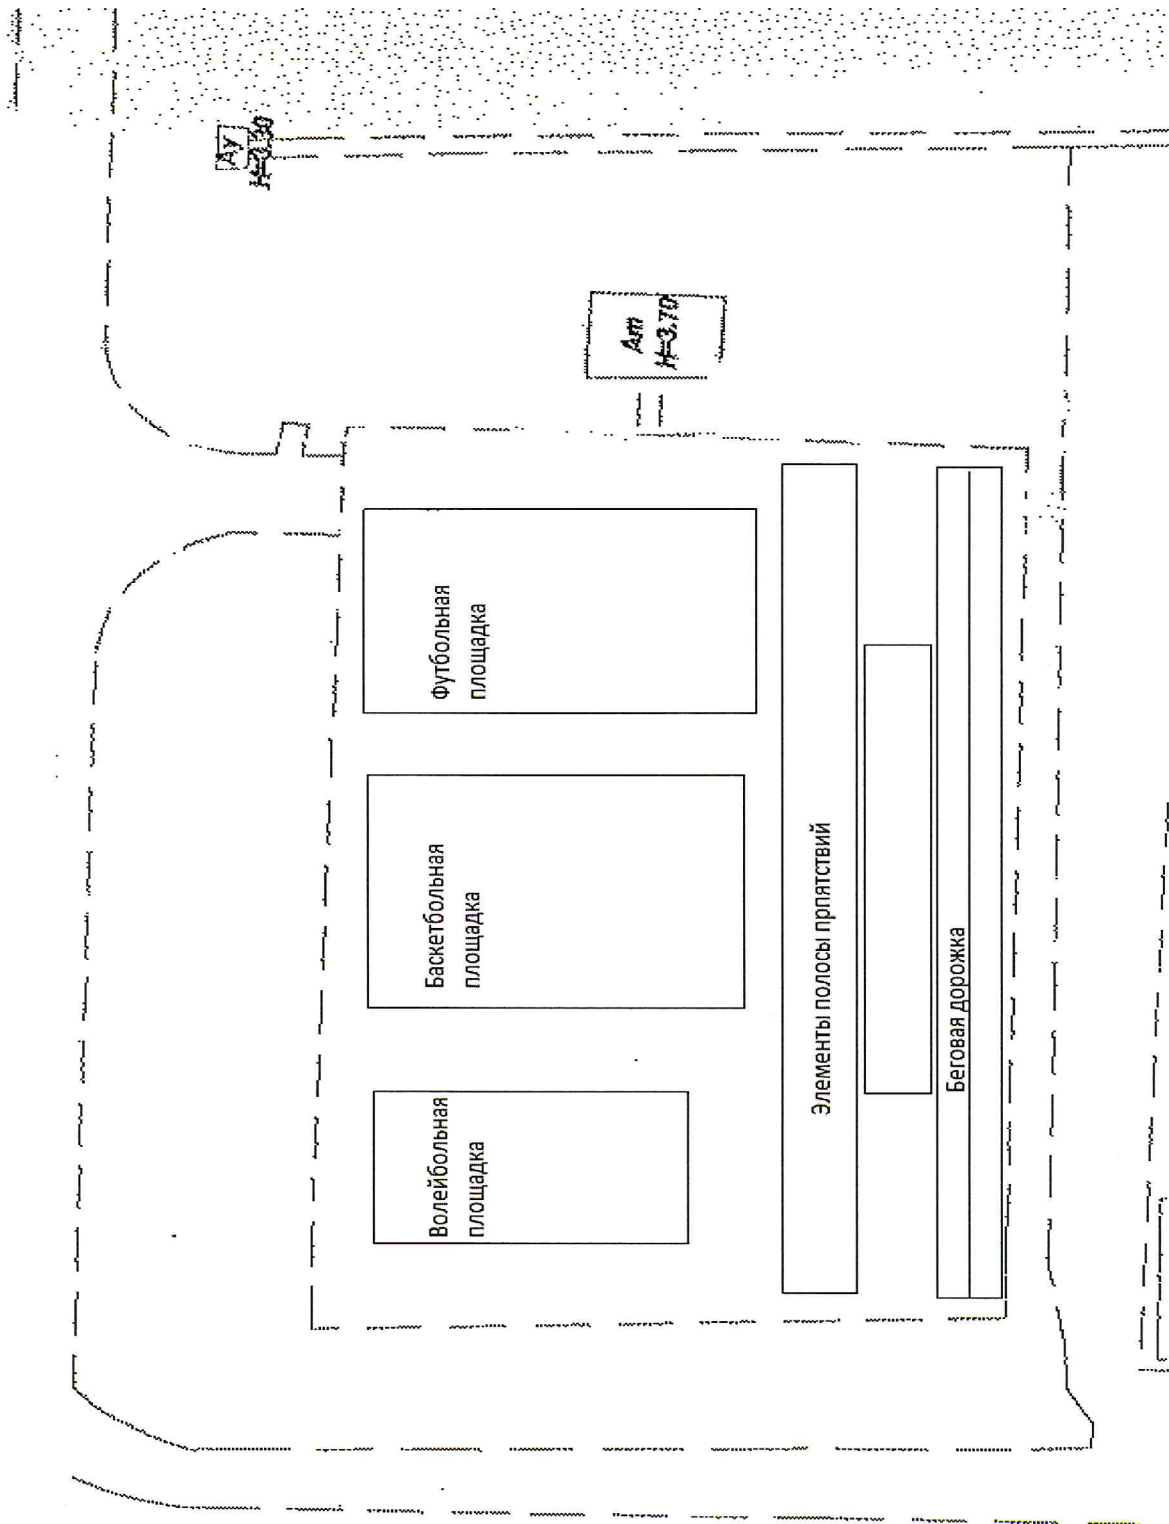 Ау
Ат
H=3.70
Футбольная
площадка
Баскетбольная
площадка
Волейбольная
площадка
Элементы полосы прпятствий
Беговая дорожка